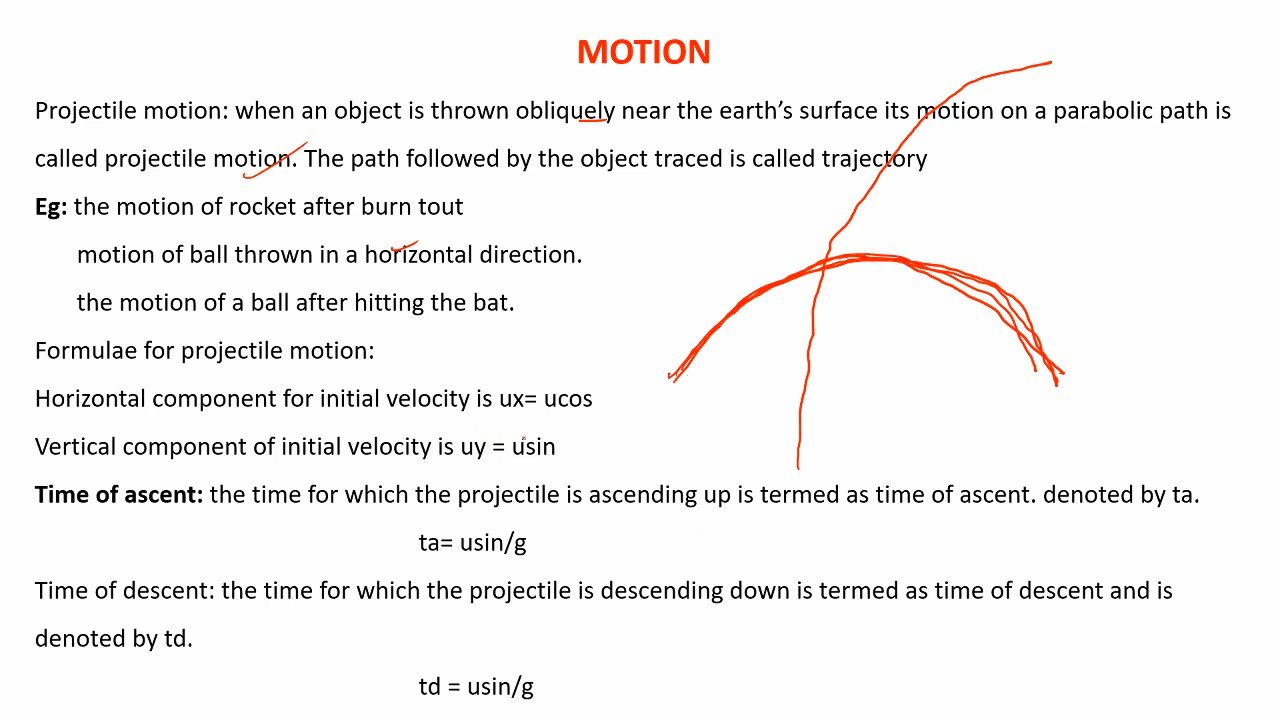 MOTION
Projectile motion: when an object is thrown obliquely near the earth’s surface its motion on a parabolic path is
called projectile motion. The path followed by the object traced is called trajectory
Eg: the motion of rocket after burn tout
motion of ball thrown in a horizontal direction.
the motion of a ball after hitting the bat.
Formulae for projectile motion:
Horizontal component for initial velocity is ux= ucos
Vertical component of initial velocity is uy = usin
Time of ascent: the time for which the projectile is ascending up is termed as time of ascent. denoted by ta.
ta= usin/g
Time of descent: the time for which the projectile is descending down is termed as time of descent and is
denoted by td.
td = usin/g